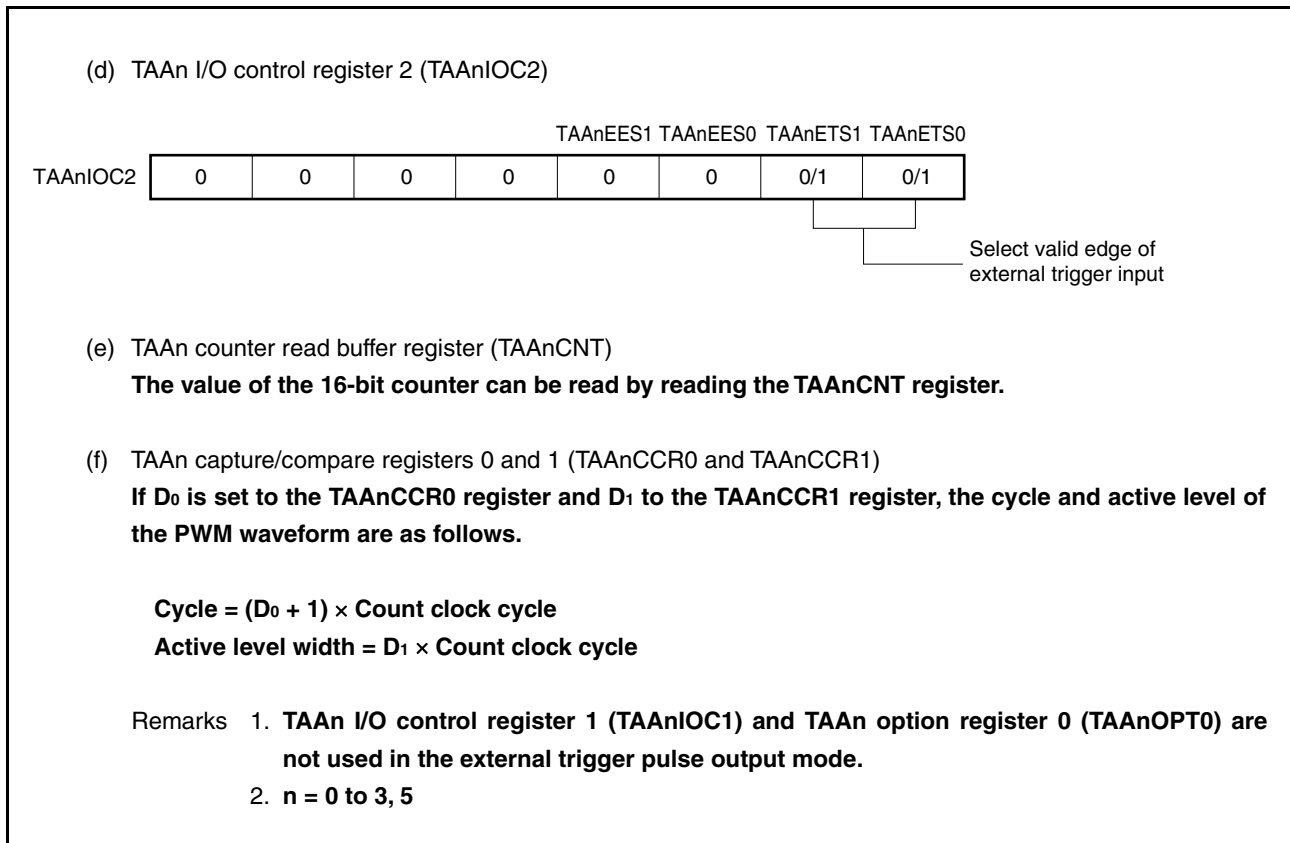 (d) TAAn I/O control register 2 (TAAnIOC2)
TAAnEES1 TAAnEES0 TAAnETS1 TAAnETS0
TAAnIOC2 0 0 0 0 0 0 0/1 0/1
Select valid edge of
external trigger input
(e) TAAn counter read buffer register (TAAnCNT)
The value of the 16-bit counter can be read by reading the TAAnCNT register.
(f) TAAn capture/compare registers 0 and 1 (TAAnCCR0 and TAAnCCR1)
If D0 is set to the TAAnCCR0 register and D1 to the TAAnCCR1 register, the cycle and active level of
the PWM waveform are as follows.
Cycle = (D0 + 1) × Count clock cycle
Active level width = D1 × Count clock cycle
Remarks 1. TAAn I/O control register 1 (TAAnIOC1) and TAAn option register 0 (TAAnOPT0) are
not used in the external trigger pulse output mode.
2. n = 0 to 3, 5